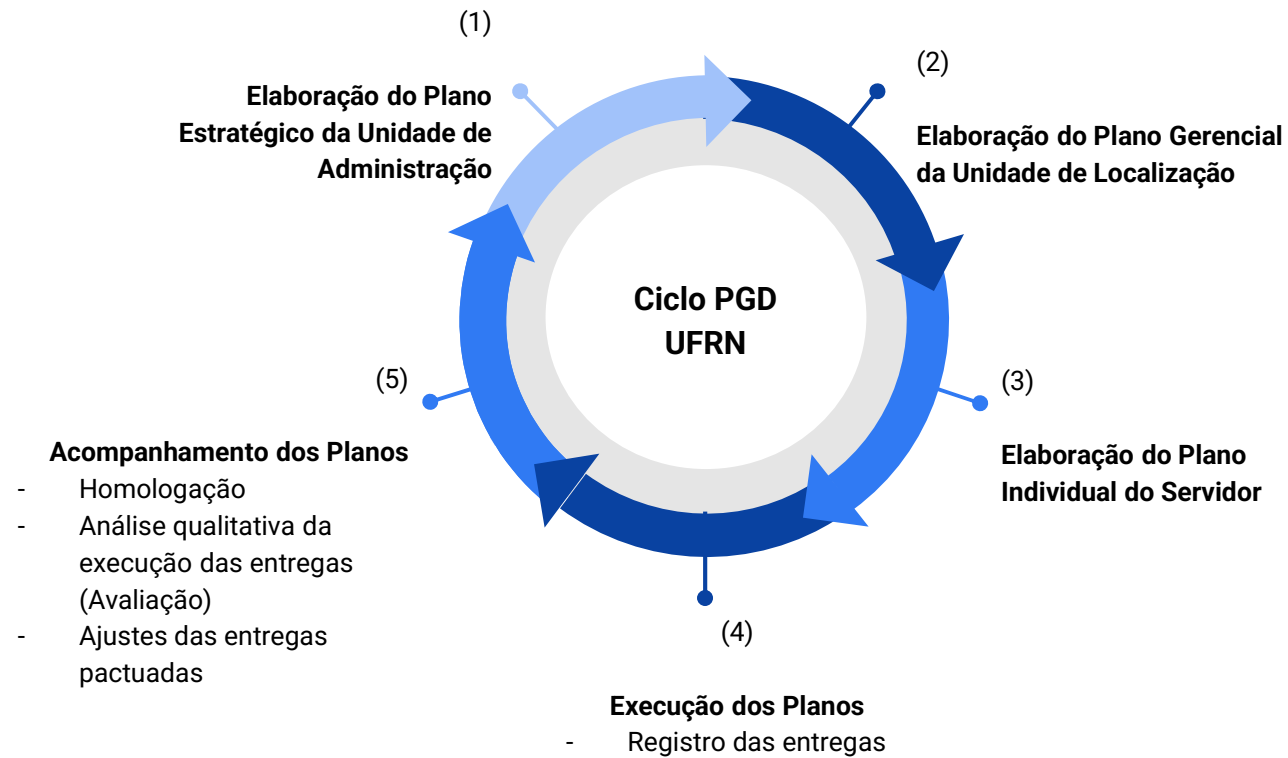 (1)
Elaboração do Plano
Estratégico da Unidade de
Administração
(2)
Elaboração do Plano Gerencial
da Unidade de Localização
Ciclo PGD
UFRN
(3)
Elaboração do Plano
Individual do Servidor
(4)
Execução dos Planos
- Registro das entregas
(5)
Acompanhamento dos Planos
- Homologação
- Análise qualitativa da
execução das entregas
(Avaliação)
- Ajustes das entregas
pactuadas